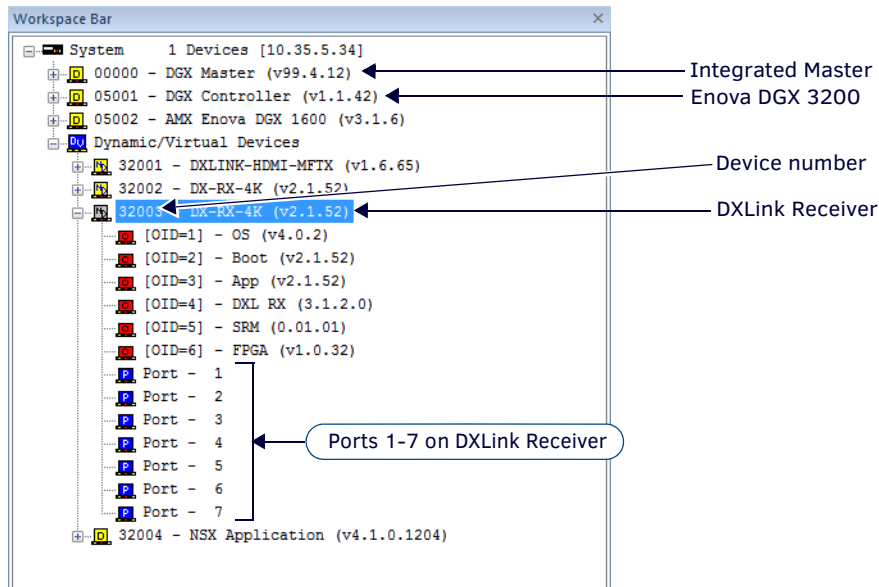 Workspace Bar
System 1 Devices [10.35.5.34]
00000 - DGX Master (v99.4.12)
Integrated Master
05001 - DGX Controller (v1.1.42)
Enova DGX 3200
05002 - AMX Enova DGX 1600 (v3.1.6)
Dynamic/Virtual Devices
32001 - DXLINK-HDMI-MFTX (v1.6.65)
Device number
32002 - DX-RX-4K (v2.1.52)
32003 - DX-RX-4K (v2.1.52)
DXLink Receiver
[OID=1] - OS (v4.0.2)
[OID=2] - Boot (v2.1.52)
[OID=3] - App (v2.1.52)
[OID=4] - DXL RX (3.1.2.0)
[OID=5] - SRM (0.01.01)
[OID=6] - FPGA (v1.0.32)
Port - 1
Port - 2
Port - 3
Port - 4
Ports 1-7 on DXLink Receiver
Port - 5
Port - 6
Port - 7
32004 - NSX Application (v4.1.0.1204)